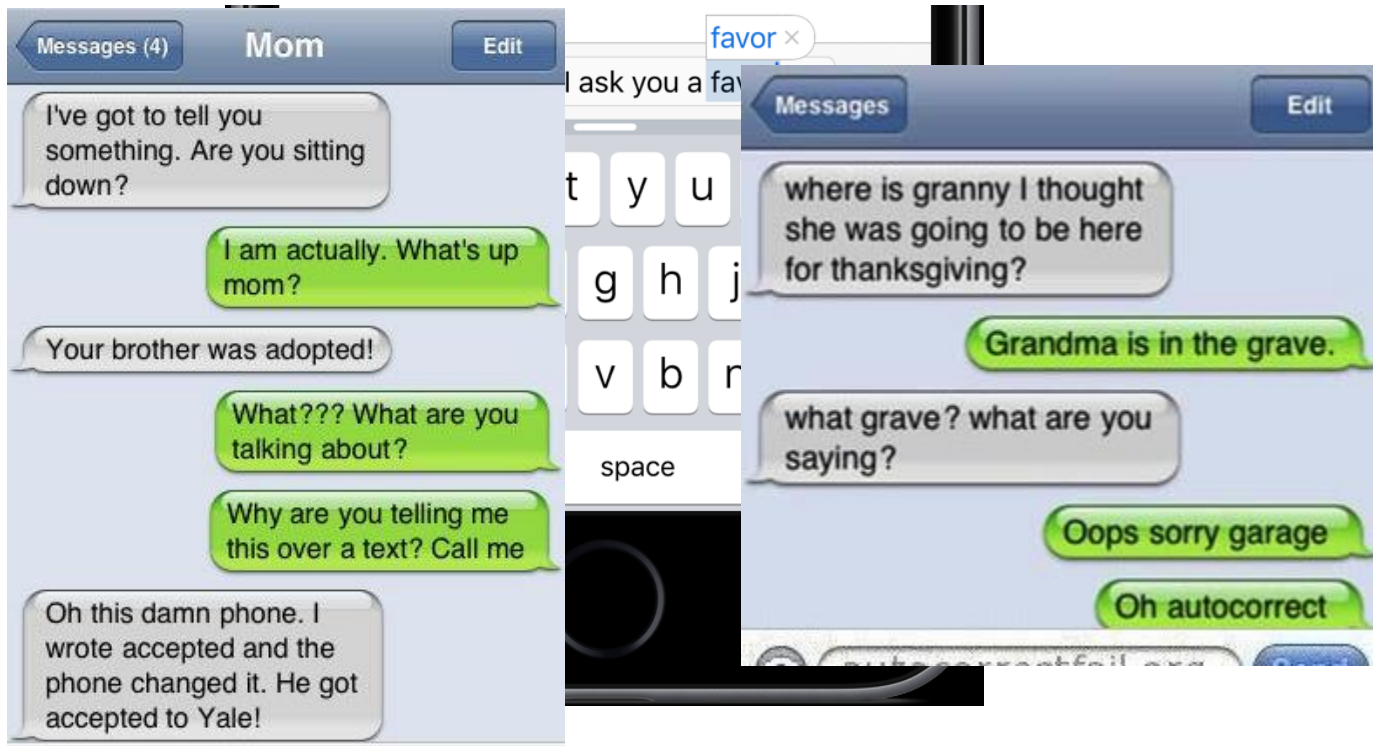 Messages (4)
Mom
Edit
I've got to tell you
something. Are you sitting
down?
I am actually. What's up
mom?
Your brother was adopted!
What??? What are you
talking about?
Why are you telling me
this over a text? Call me
Oh this damn phone. I
wrote accepted and the
phone changed it. He got
accepted to Yale!
favor ×
I ask you a fav
t y u
g h j
v b
space
Messages
Edit
where is granny I thought
she was going to be here
for thanksgiving?
Grandma is in the grave.
what grave? what are you
saying?
Oops sorry garage
Oh autocorrect
autocorrectfail.org
Send